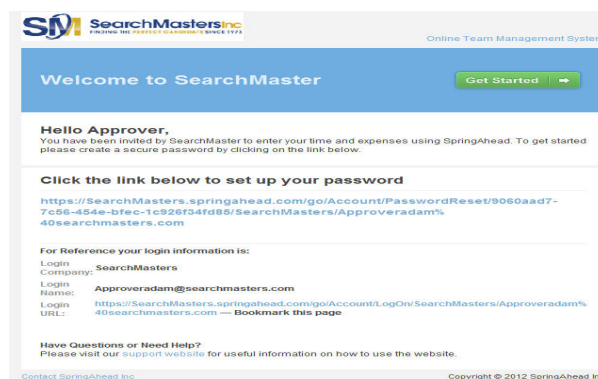 SM SearchMastersInc
FINDING THE PERFECT CANDIDATE SINCE 1973
Online Team Management System
Welcome to SearchMaster
Get Started
Hello Approver,
You have been invited by SearchMaster to enter your time and expenses using SpringAhead. To get started
please create a secure password by clicking on the link below.
Click the link below to set up your password
https://SearchMasters.springahead.com/go/Account/PasswordReset/9060aad7-
7c56-454e-bfec-1c926f34fd85/SearchMasters/Approveradam%
40searchmasters.com
For Reference your login information is:
Login
Company: SearchMasters
Login
Name: Approveradam@searchmasters.com
Login https://SearchMasters.springahead.com/go/Account/LogOn/SearchMasters/Approveradam%
URL: 40searchmasters.com — Bookmark this page
Have Questions or Need Help?
Please visit our support website for useful information on how to use the website.
Contact SpringAhead Inc
Copyright © 2012 SpringAhead In